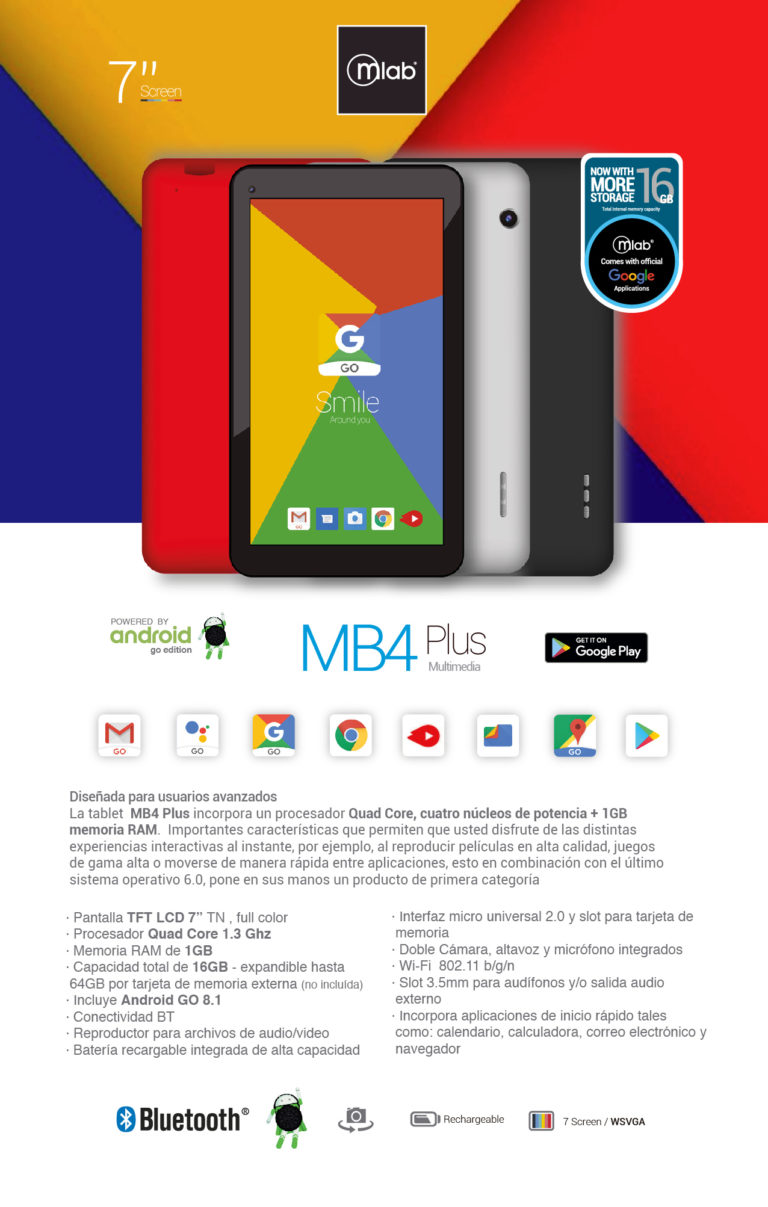 7"
Screen
mlab®
NOW WITH
MORE
STORAGE
16
GB
Total internal memory capacity
mlab®
Comes with official
Google
Applications
G
GO
Smile
Around you
GO
POWERED BY
android
go edition
MB4 Plus
Multimedia
GET IT ON
Google Play
GO
GO
G
GO
GO
Diseñada para usuarios avanzados
La tablet MB4 Plus incorpora un procesador Quad Core, cuatro núcleos de potencia + 1GB
memoria RAM. Importantes características que permiten que usted disfrute de las distintas
experiencias interactivas al instante, por ejemplo, al reproducir películas en alta calidad, juegos
de gama alta o moverse de manera rápida entre aplicaciones, esto en combinación con el último
sistema operativo 6.0, pone en sus manos un producto de primera categoría
· Pantalla TFT LCD 7” TN , full color
· Procesador Quad Core 1.3 Ghz
· Memoria RAM de 1GB
· Capacidad total de 16GB - expandible hasta
64GB por tarjeta de memoria externa (no incluída)
· Incluye Android GO 8.1
· Conectividad BT
· Reproductor para archivos de audio/video
· Batería recargable integrada de alta capacidad
· Interfaz micro universal 2.0 y slot para tarjeta de
memoria
· Doble Cámara, altavoz y micrófono integrados
· Wi-Fi 802.11 b/g/n
· Slot 3.5mm para audífonos y/o salida audio
externo
· Incorpora aplicaciones de inicio rápido tales
como: calendario, calculadora, correo electrónico y
navegador
Bluetooth®
Rechargeable
7 Screen / WSVGA